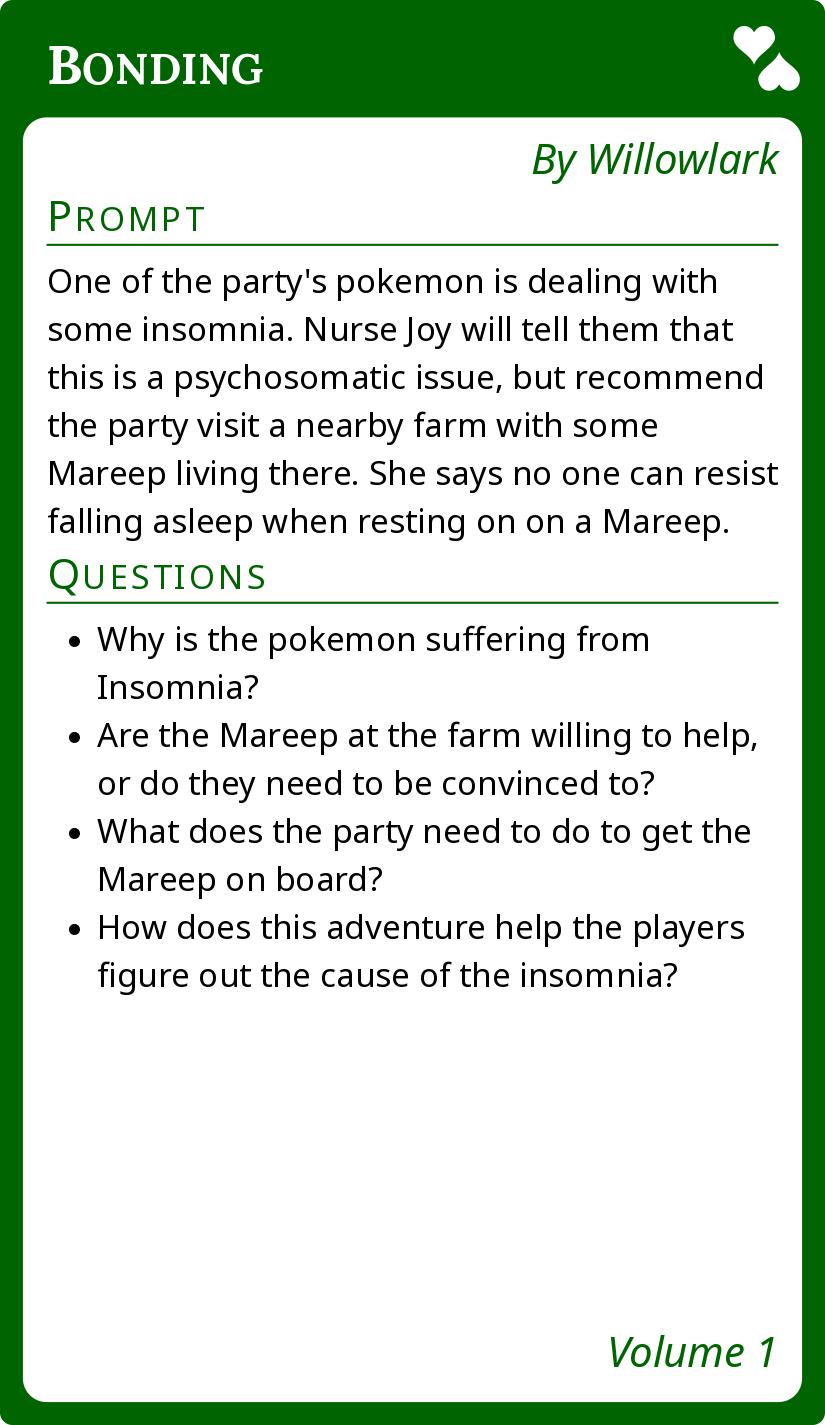 BONDING
By Willowlark
PROMPT
One of the party's pokemon is dealing with
some insomnia. Nurse Joy will tell them that
this is a psychosomatic issue, but recommend
the party visit a nearby farm with some
Mareep living there. She says no one can resist
falling asleep when resting on on a Mareep.
QUESTIONS
• Why is the pokemon suffering from
Insomnia?
• Are the Mareep at the farm willing to help,
or do they need to be convinced to?
• What does the party need to do to get the
Mareep on board?
• How does this adventure help the players
figure out the cause of the insomnia?
Volume 1